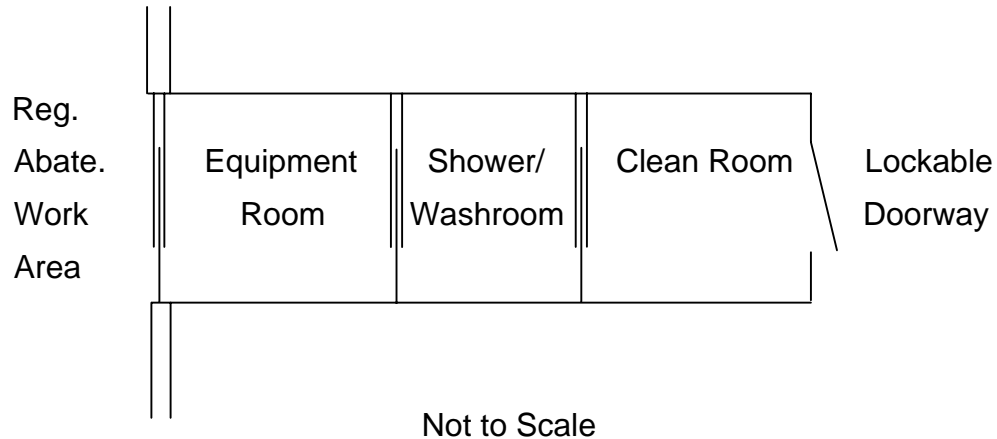 Reg.
Abate.
Work
Area
Equipment
Room
Shower/
Washroom
Clean Room
Lockable
Doorway
Not to Scale